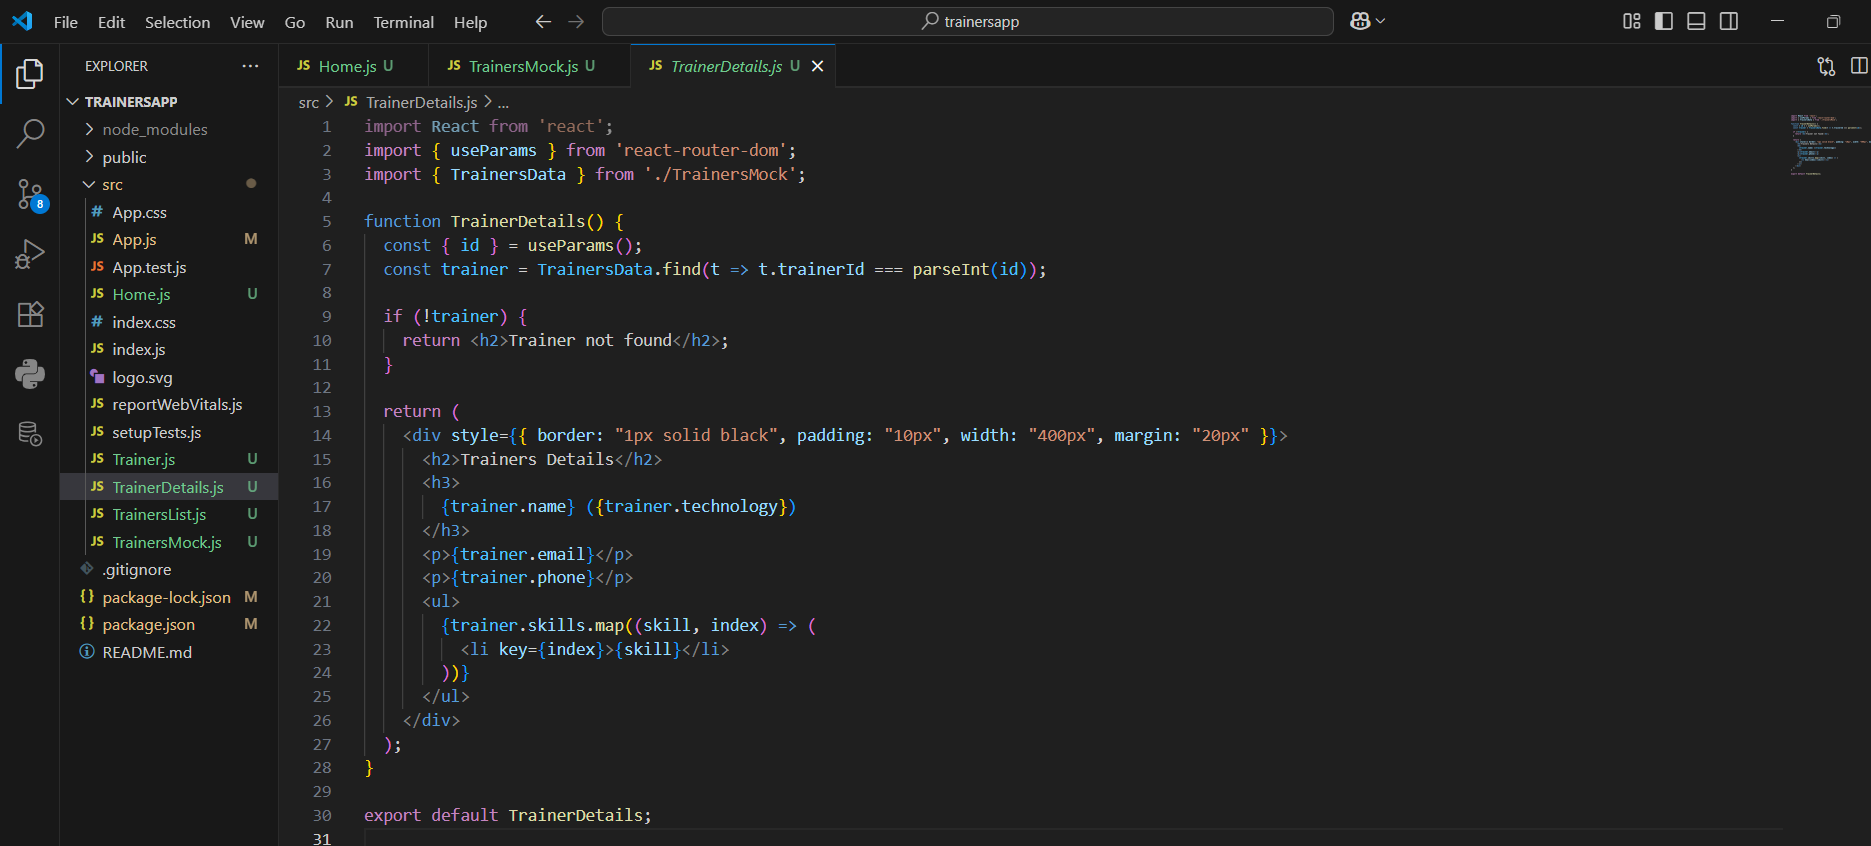 File Edit Selection View Go Run Terminal Help trainersapp
EXPLORER
Home.js U TrainersMock.js U TrainerDetails.js U
TRAINERSAPP
node_modules
public
src
App.css
App.js M
App.test.js
Home.js U
index.css
index.js
logo.svg
reportWebVitals.js
setupTests.js
Trainer.js U
TrainerDetails.js U
TrainersList.js U
TrainersMock.js U
.gitignore
package-lock.json M
package.json M
README.md
8
src > JS TrainerDetails.js > ...
1 import React from 'react';
2 import { useParams } from 'react-router-dom';
3 import { TrainersData } from './TrainersMock';
4
5 function TrainerDetails() {
6 const { id } = useParams();
7 const trainer = TrainersData.find(t => t.trainerId === parseInt(id));
8
9 if (!trainer) {
10 return <h2>Trainer not found</h2>;
11 }
12
13 return (
14 <div style={{ border: "1px solid black", padding: "10px", width: "400px", margin: "20px" }}>
15 <h2>Trainers Details</h2>
16 <h3>
17 {trainer.name} ({trainer.technology})
18 </h3>
19 <p>{trainer.email}</p>
20 <p>{trainer.phone}</p>
21 <ul>
22 {trainer.skills.map((skill, index) => (
23 <li key={index}>{skill}</li>
24 ))}
25 </ul>
26 </div>
27 );
28 }
29
30 export default TrainerDetails;
31